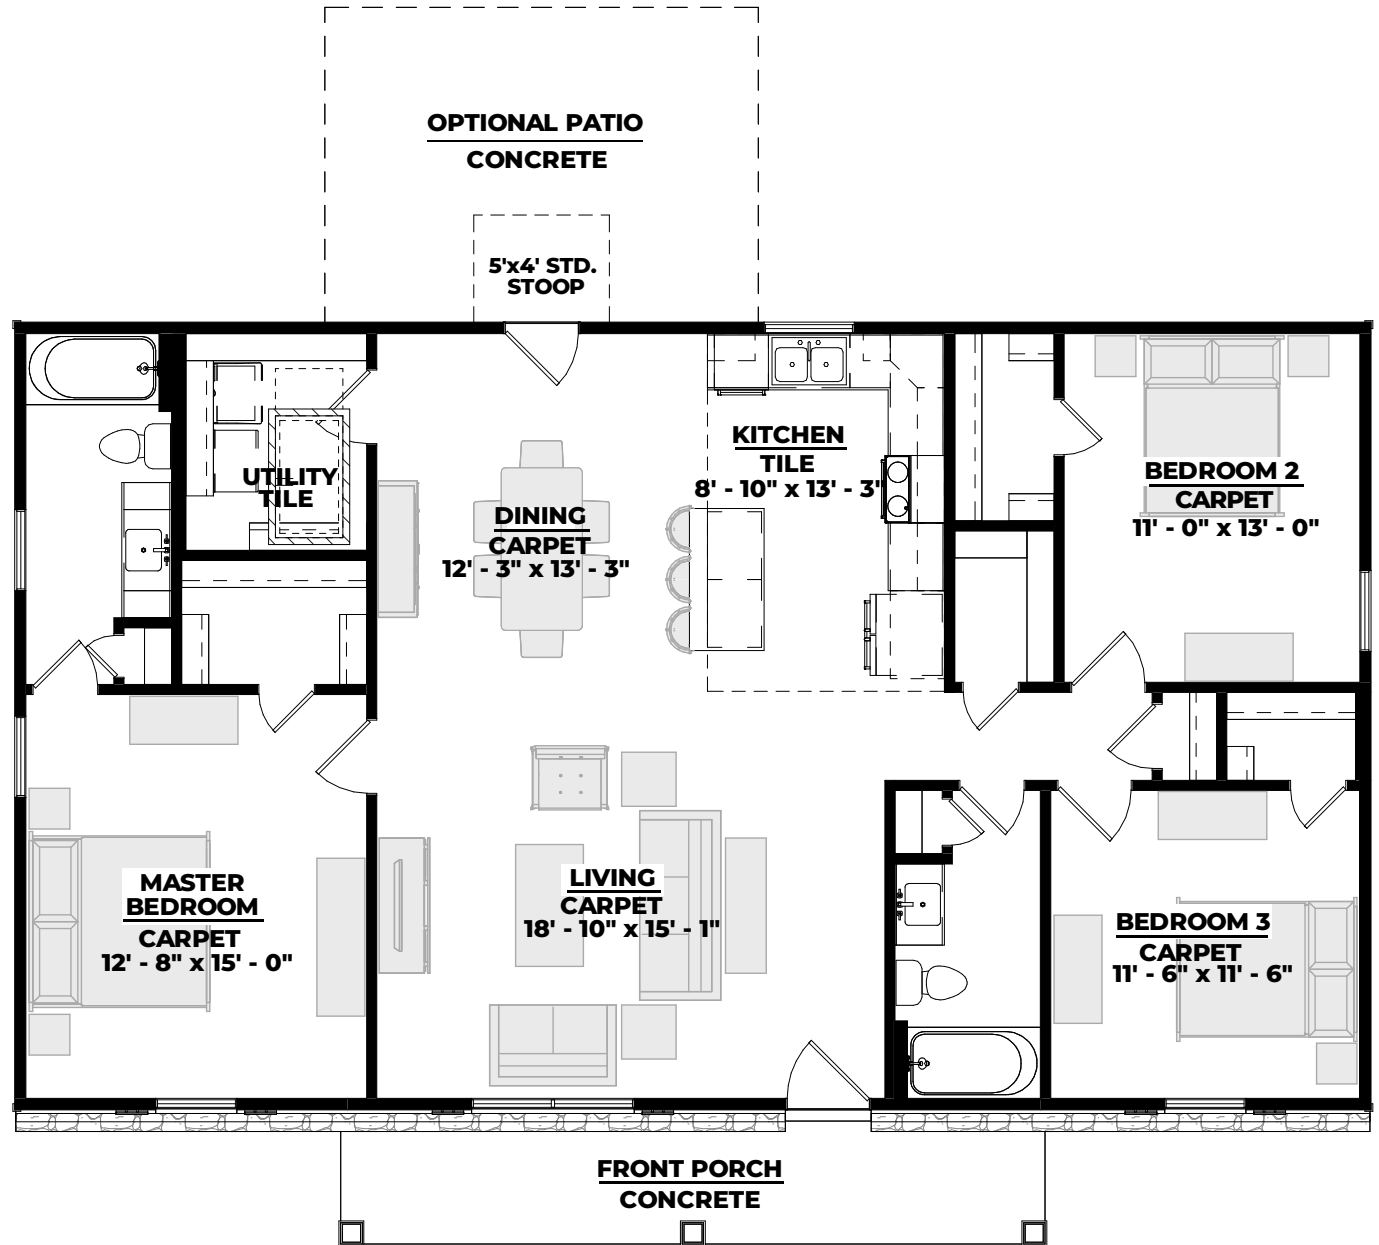 OPTIONAL PATIO
CONCRETE
5'x4' STD.
STOOP
KITCHEN
TILE
8' - 10" x 13' - 3"
UTILITY
TILE
DINING
CARPET
12' - 3" x 13' - 3"
BEDROOM 2
CARPET
11' - 0" x 13' - 0"
MASTER
BEDROOM
CARPET
12' - 8" x 15' - 0"
LIVING
CARPET
18' - 10" x 15' - 1"
BEDROOM 3
CARPET
11' - 6" x 11' - 6"
FRONT PORCH
CONCRETE